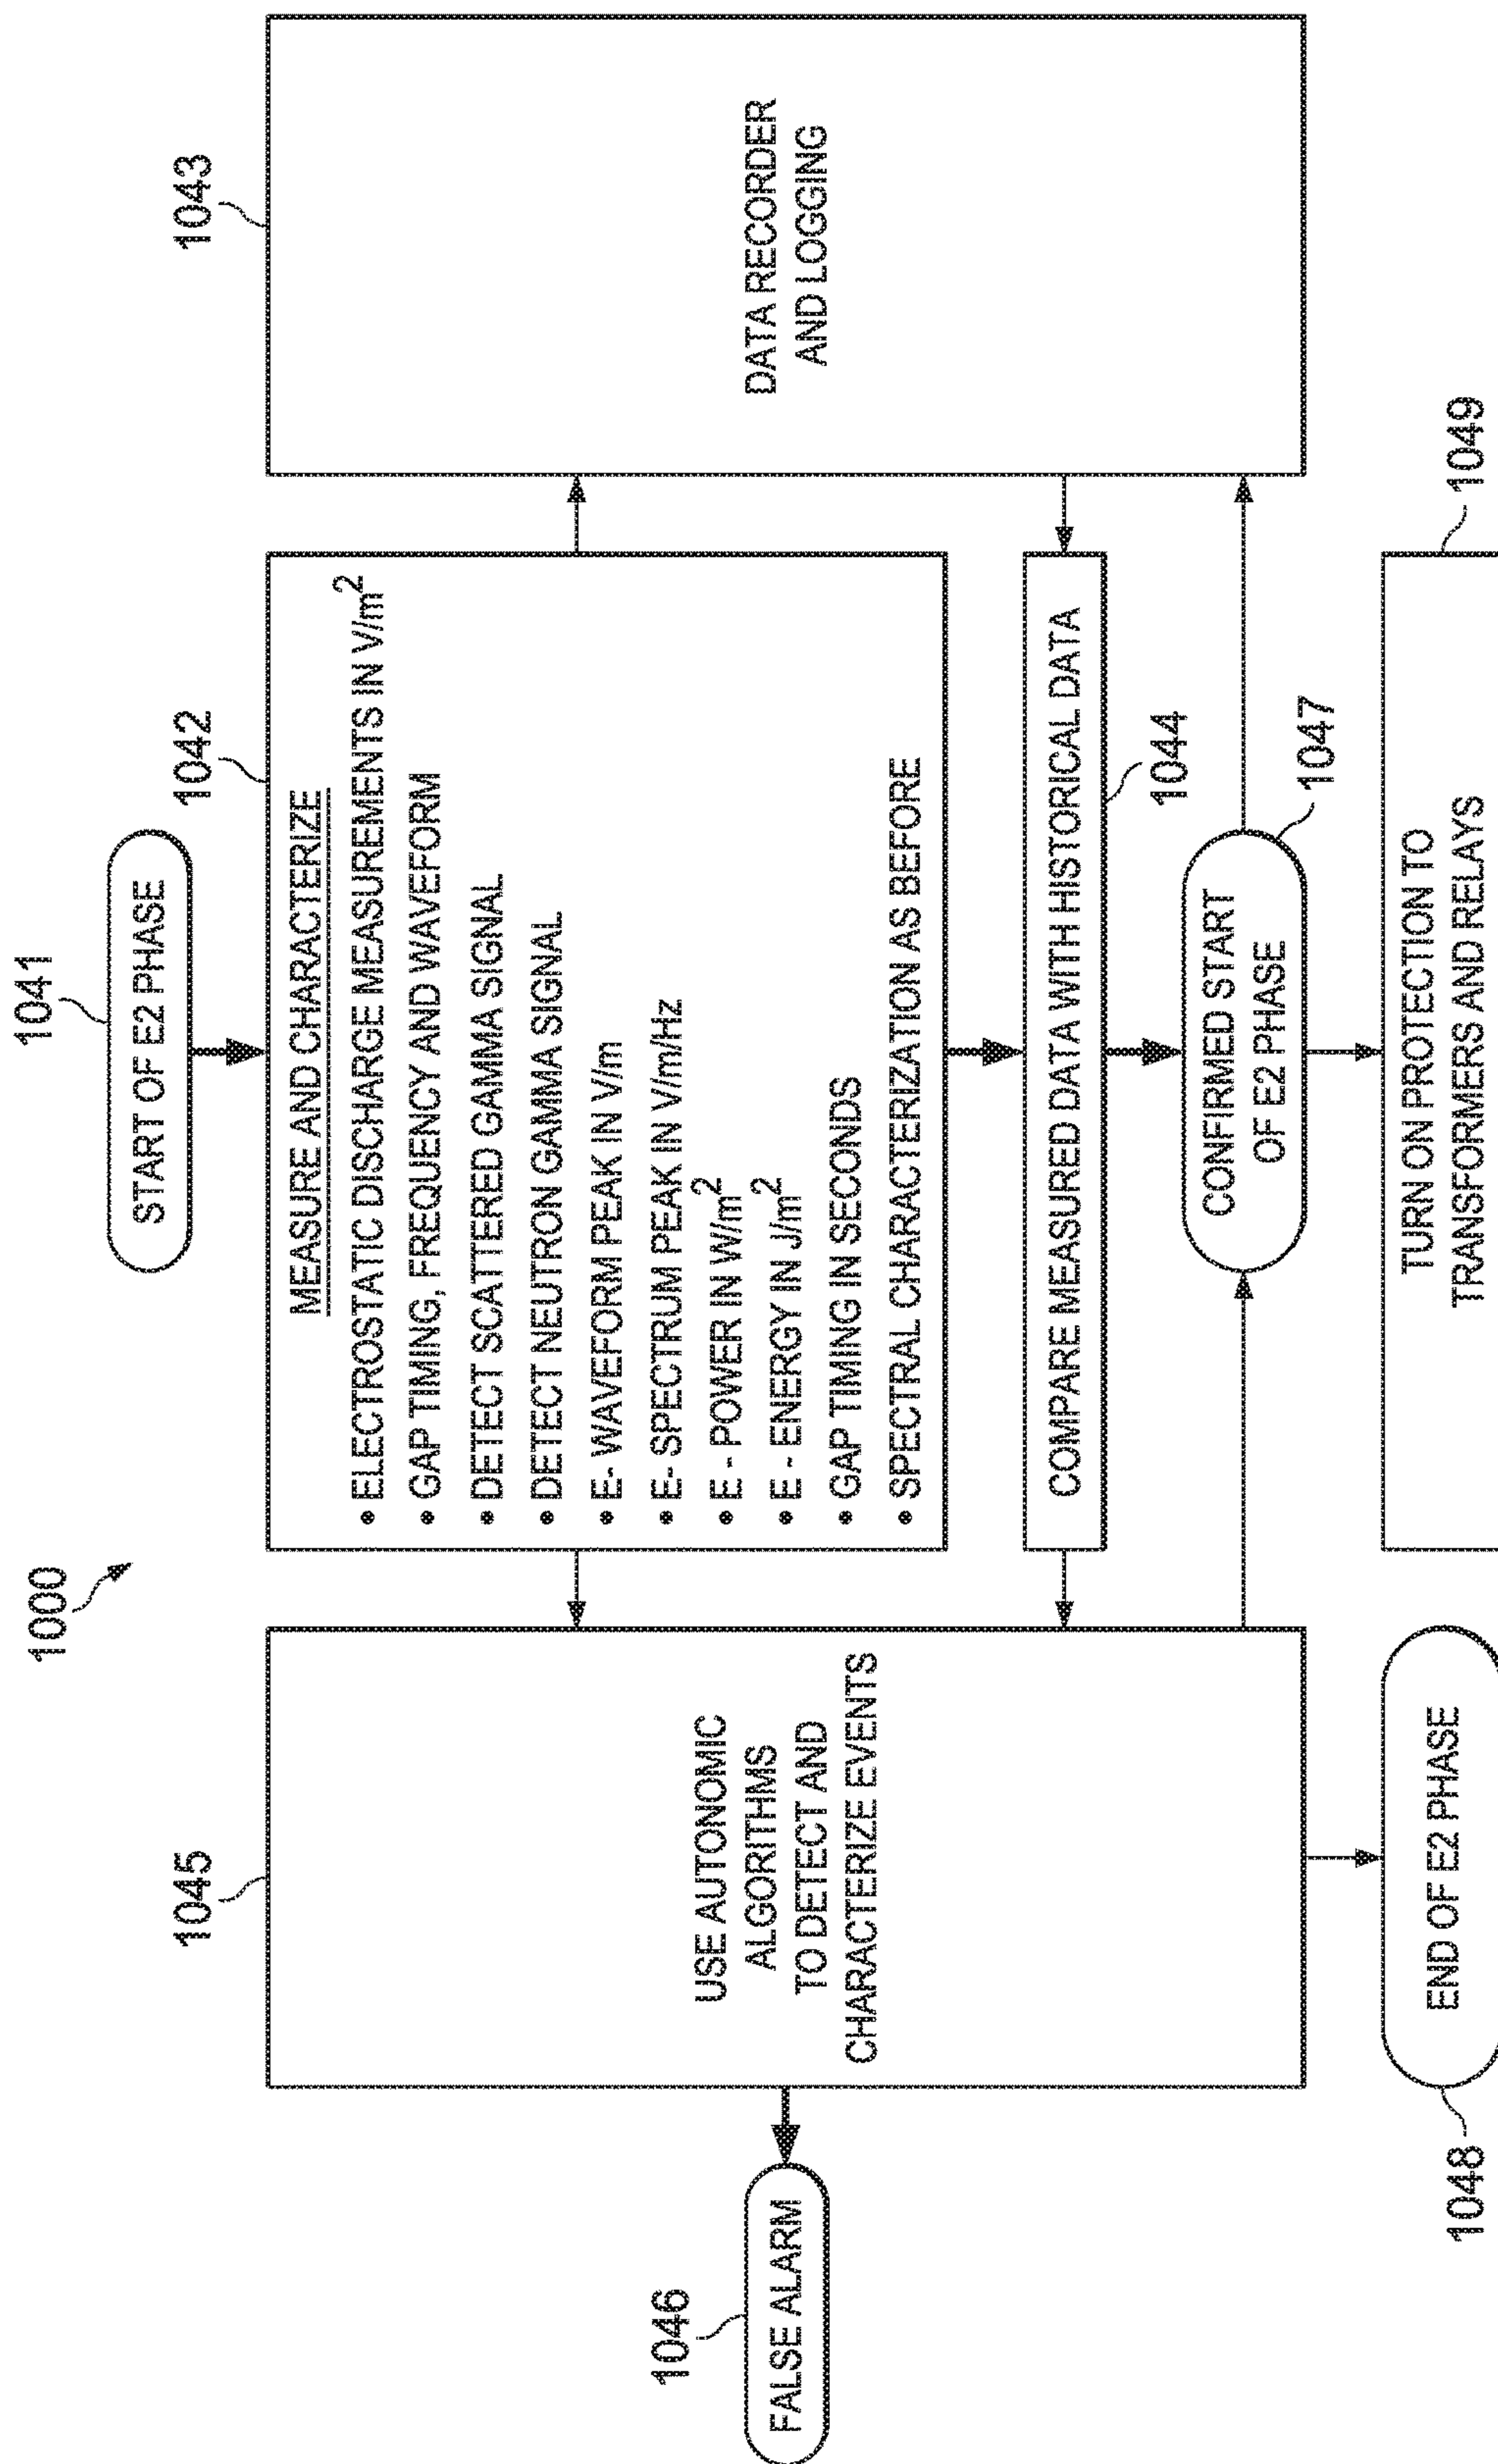 1000
1041
START OF E2 PHASE
1042
MEASURE AND CHARACTERIZE
• ELECTROSTATIC DISCHARGE MEASUREMENTS IN V/m²
• GAP TIMING, FREQUENCY AND WAVEFORM
• DETECT SCATTERED GAMMA SIGNAL
• DETECT NEUTRON GAMMA SIGNAL
• E- WAVEFORM PEAK IN V/m
• E- SPECTRUM PEAK IN V/m/Hz
• E - POWER IN W/m²
• E - ENERGY IN J/m²
• GAP TIMING IN SECONDS
• SPECTRAL CHARACTERIZATION AS BEFORE
1043
DATA RECORDER
AND LOGGING
1045
USE AUTONOMIC
ALGORITHMS
TO DETECT AND
CHARACTERIZE EVENTS
1046
FALSE ALARM
COMPARE MEASURED DATA WITH HISTORICAL DATA
1044
CONFIRMED START
OF E2 PHASE
1047
1048
END OF E2 PHASE
TURN ON PROTECTION TO
TRANSFORMERS AND RELAYS
1049